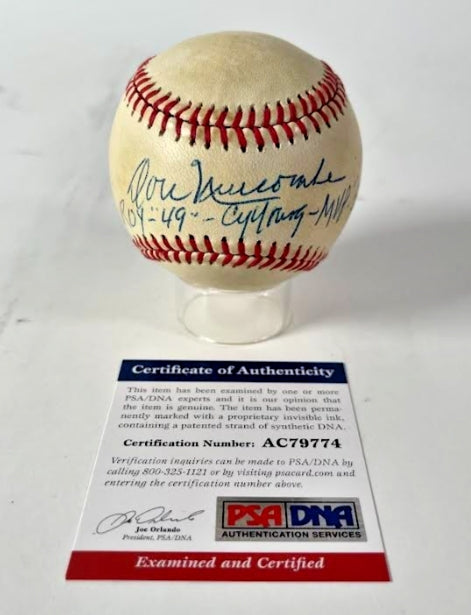 Don Newcombe
ROY-49-Cy Young-MVP
Certificate of Authenticity
This item has been examined by one or more
PSA/DNA experts and it is our opinion that
the item is genuine. The item has been perma-
nently marked with a proprietary invisible ink,
containing a patented strand of synthetic DNA.
Certification Number: AC79774
Verification inquiries can be made to PSA/DNA by
calling 800-325-1121 or by visiting psacard.com and
entering the certification number above.
Joe Orlando
President, PSA/DNA
PSA DNA
AUTHENTICATION SERVICES
Examined and Certified